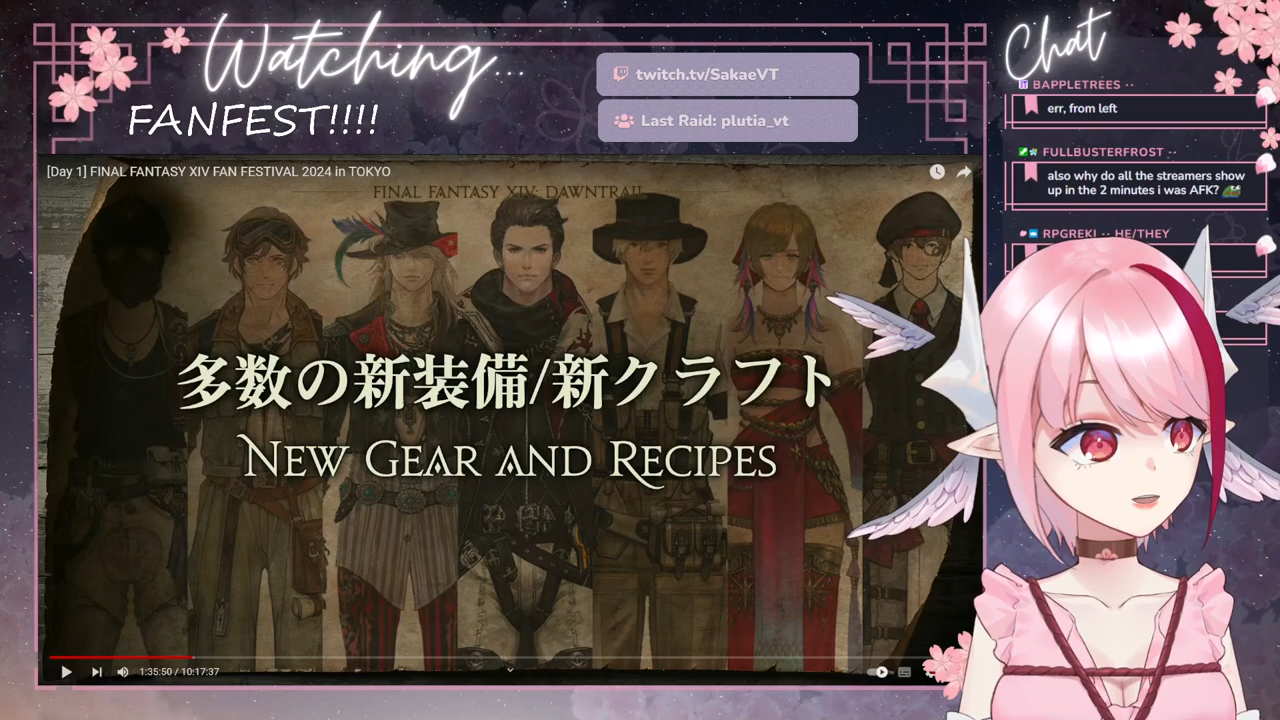 Watching...
FANFEST!!!!
twitch.tv/SakaeVT
Last Raid: plutia_vt
[Day 1] FINAL FANTASY XIV FAN FESTIVAL 2024 in TOKYO
FINAL FANTASY XIV: DAWNTRAIL
多数の新装備/新クラフト
NEW GEAR AND RECIPES
1:35:50 / 10:17:37
Chat
BAPPLETREES
err, from left
FULLBUSTERFROST
also why do all the streamers show
up in the 2 minutes i was AFK?
RPGREKI HE/THEY